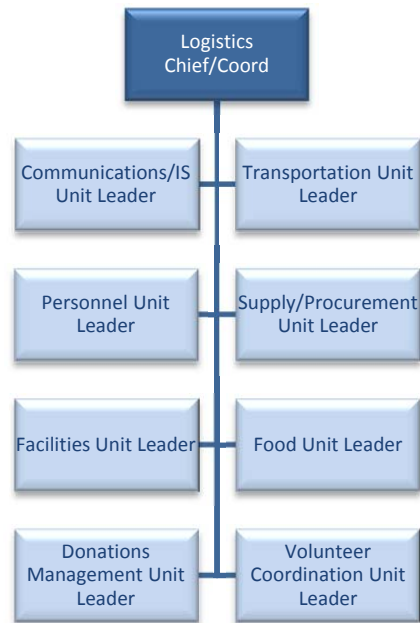 Logistics
Chief/Coord
Communications/IS
Unit Leader
Transportation Unit
Leader
Personnel Unit
Leader
Supply/Procurement
Unit Leader
Facilities Unit Leader
Food Unit Leader
Donations
Management Unit
Leader
Volunteer
Coordination Unit
Leader